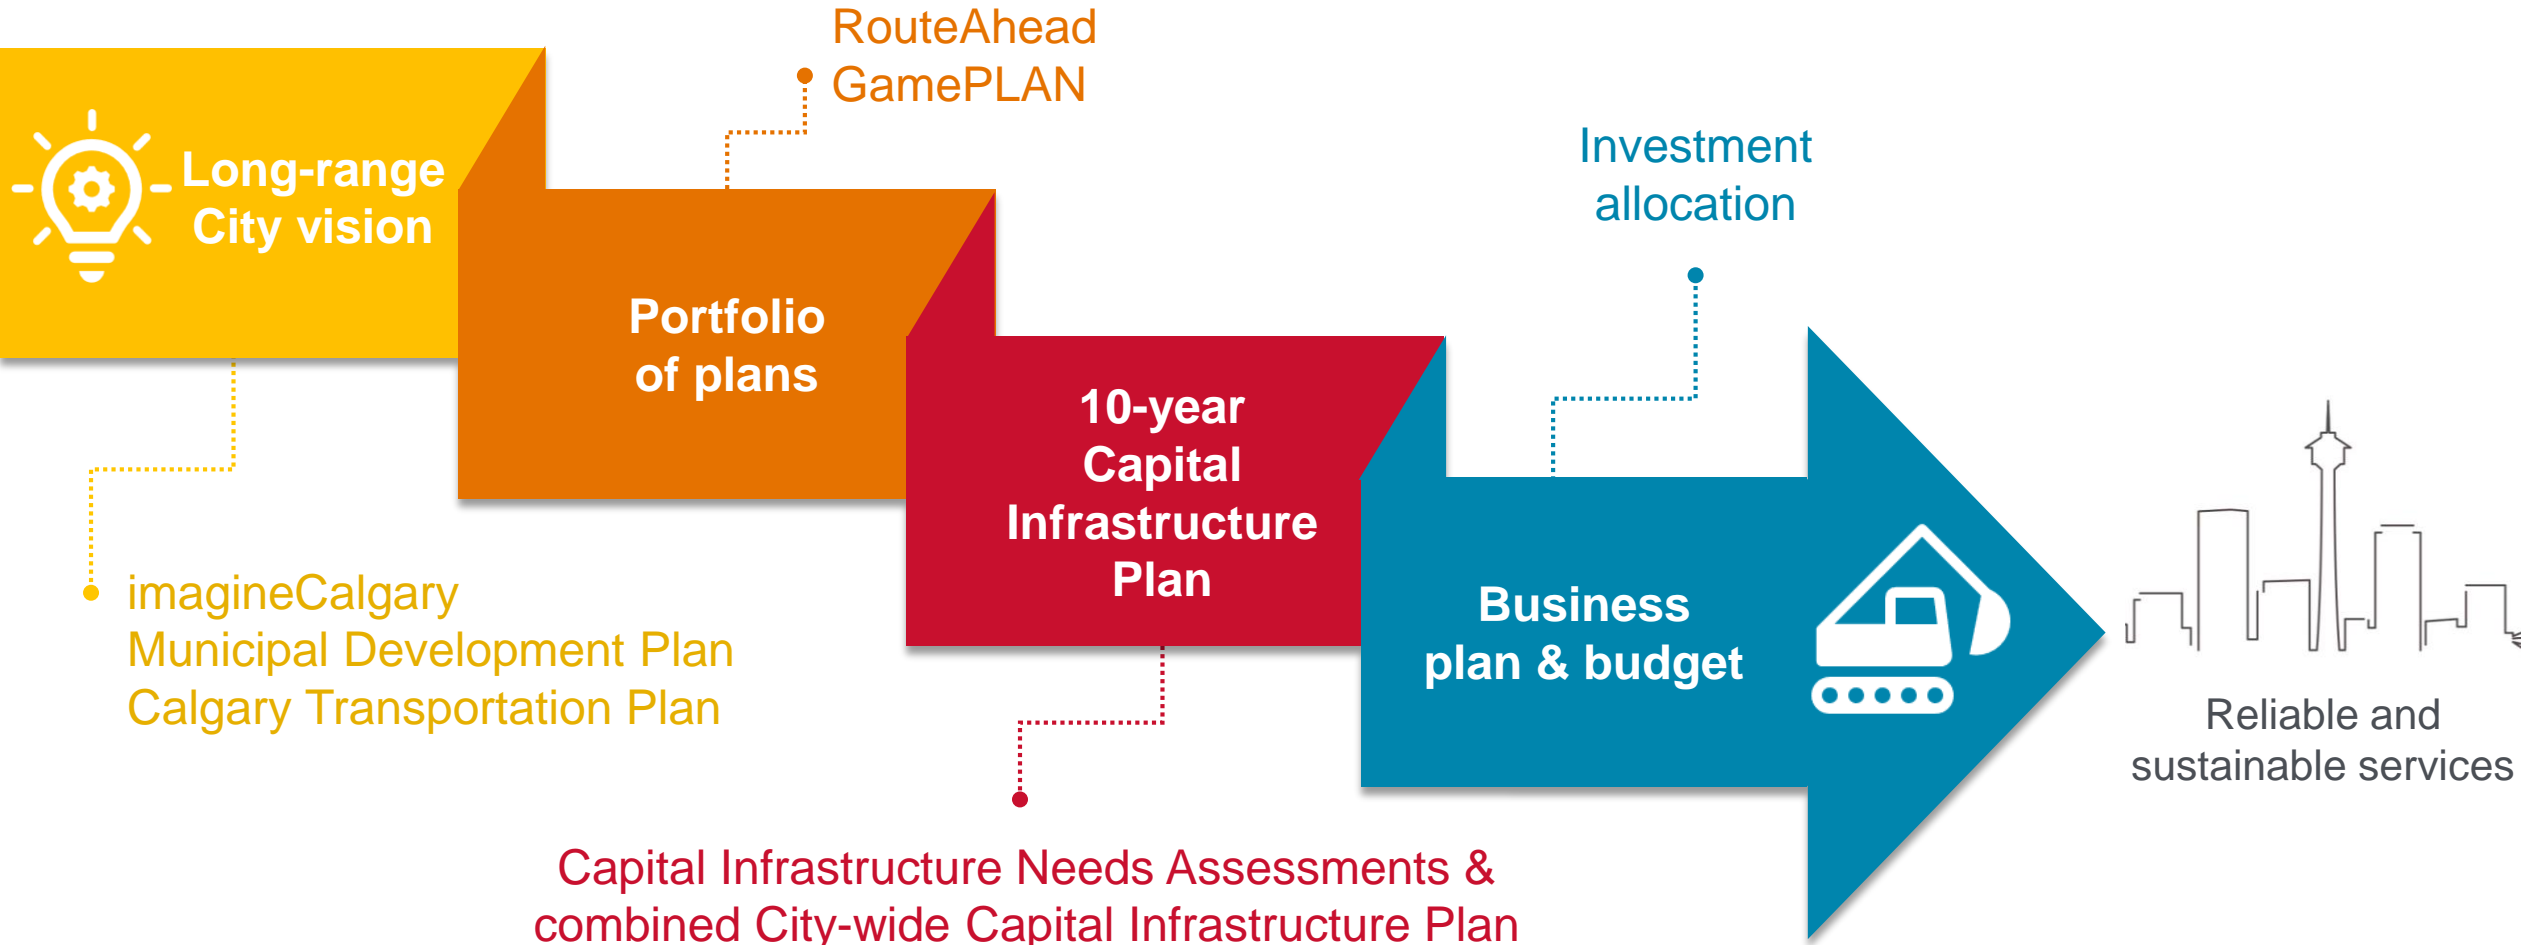 RouteAhead
GamePLAN
Long-range
City vision
Investment
allocation
Portfolio
of plans
10-year
Capital
Infrastructure
Plan
imagineCalgary
Municipal Development Plan
Calgary Transportation Plan
Business
plan & budget
Reliable and
sustainable services
Capital Infrastructure Needs Assessments &
combined City-wide Capital Infrastructure Plan